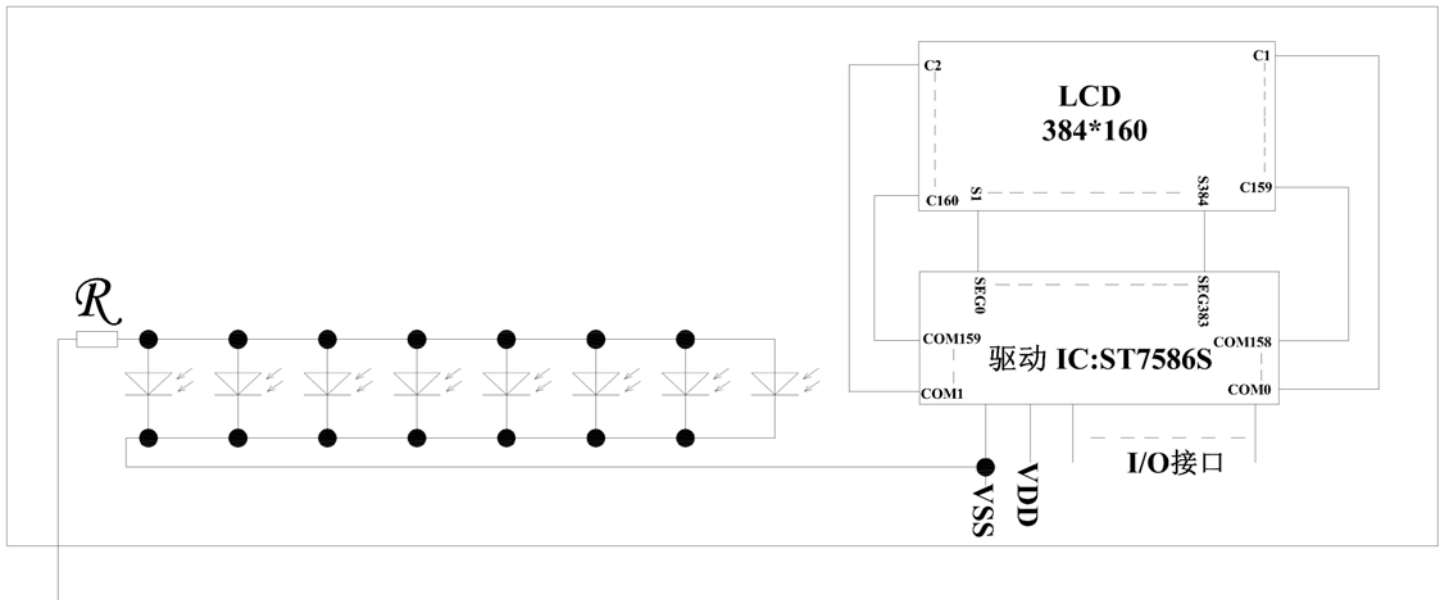 C2
C1
LCD
384*160
C160
S1
S384
C159
R
SEG0
SEG383
COM159
COM158
驱动 IC:ST7586S
COM1
COM0
VSS
VDD
I/O接口